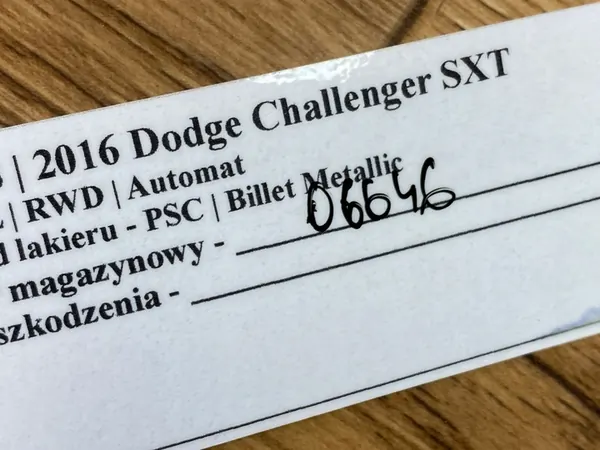 | 2016 Dodge Challenger SXT
| RWD | Automat
lakieru - PSC | Billet Metallic
magazynowy - 06646
szkodzenia -